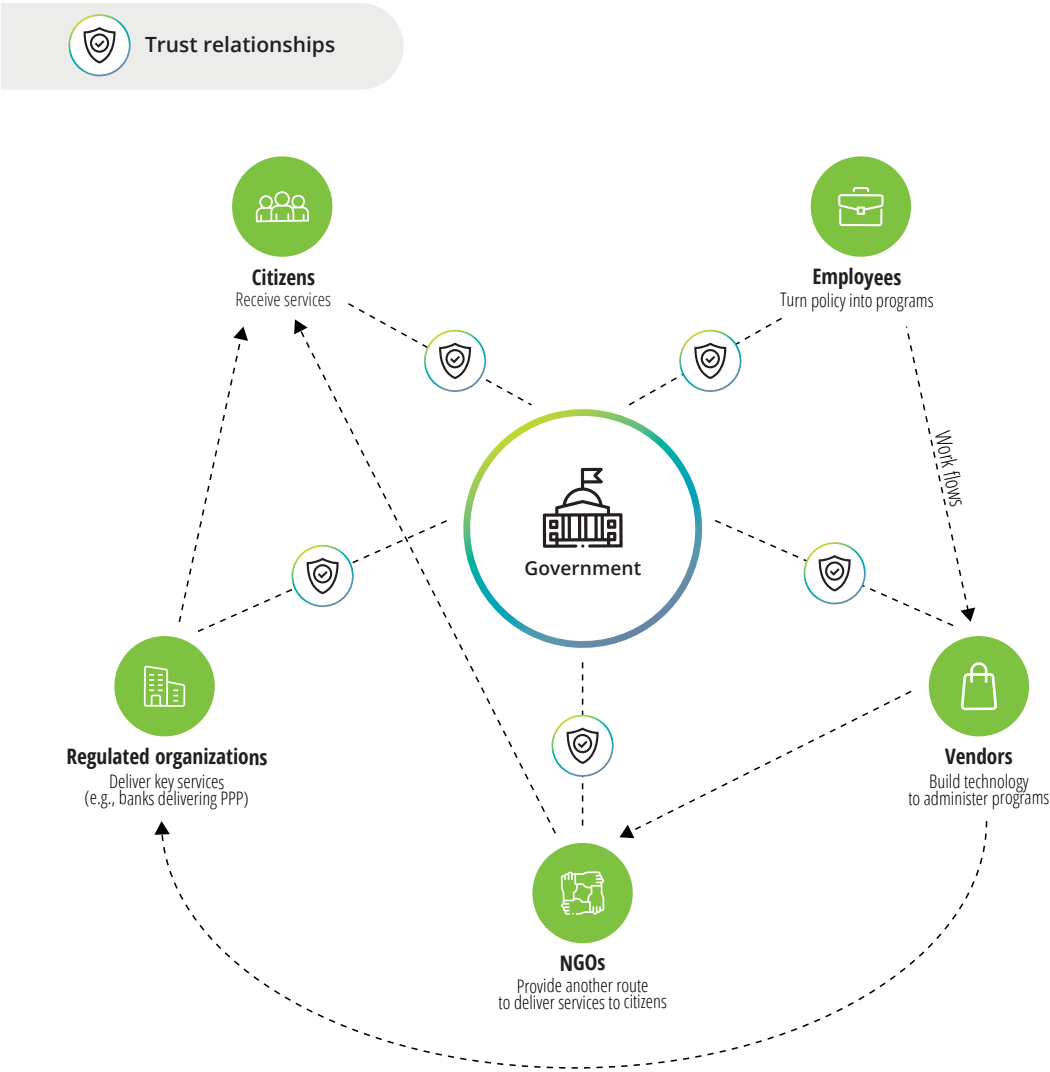 Trust relationships
Citizens
Receive services
Employees
Turn policy into programs
Work flows
Government
Regulated organizations
Deliver key services
(e.g., banks delivering PPP)
Vendors
Build technology
to administer programs
NGOs
Provide another route
to deliver services to citizens